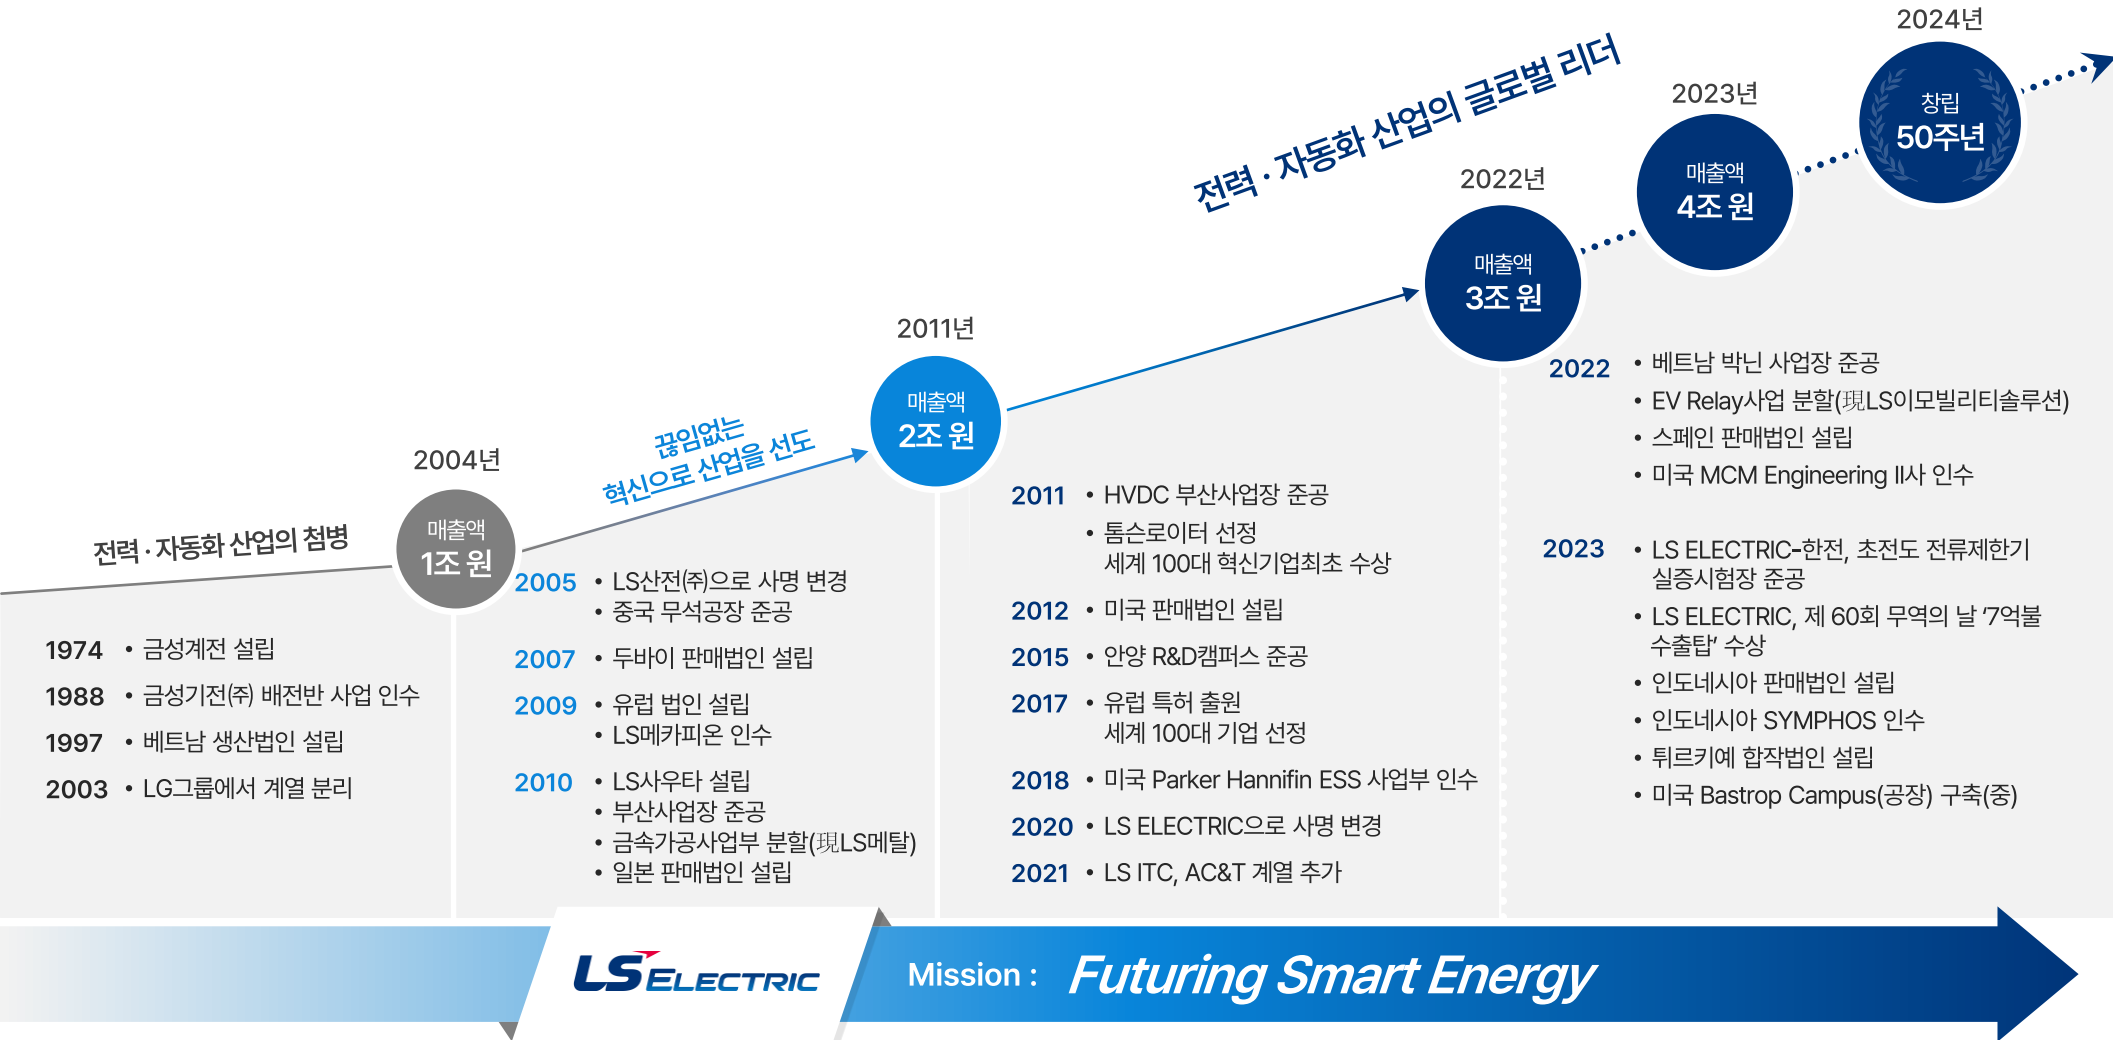 전력 · 자동화 산업의 첨병
2004년
매출액
1조 원
1974 • 금성계전 설립
1988 • 금성기전(주) 배전반 사업 인수
1997 • 베트남 생산법인 설립
2003 • LG그룹에서 계열 분리
끊임없는
혁신으로 산업을 선도
2011년
매출액
2조 원
2005 • LS산전(주)으로 사명 변경
• 중국 무석공장 준공
2007 • 두바이 판매법인 설립
2009 • 유럽 법인 설립
• LS메카피온 인수
2010 • LS사우타 설립
• 부산사업장 준공
• 금속가공사업부 분할(現LS메탈)
• 일본 판매법인 설립
전력 · 자동화 산업의 글로벌 리더
2022년
매출액
3조 원
2011 • HVDC 부산사업장 준공
• 톰슨로이터 선정
세계 100대 혁신기업최초 수상
2012 • 미국 판매법인 설립
2015 • 안양 R&D캠퍼스 준공
2017 • 유럽 특허 출원
세계 100대 기업 선정
2018 • 미국 Parker Hannifin ESS 사업부 인수
2020 • LS ELECTRIC으로 사명 변경
2021 • LS ITC, AC&T 계열 추가
2023년
매출액
4조 원
2024년
창립
50주년
2022 • 베트남 박닌 사업장 준공
• EV Relay사업 분할(現LS이모빌리티솔루션)
• 스페인 판매법인 설립
• 미국 MCM Engineering II사 인수
2023 • LS ELECTRIC-한전, 초전도 전류제한기
실증시험장 준공
• LS ELECTRIC, 제 60회 무역의 날 ‘7억불
수출탑’ 수상
• 인도네시아 판매법인 설립
• 인도네시아 SYMPHOS 인수
• 튀르키예 합작법인 설립
• 미국 Bastrop Campus(공장) 구축(중)
LS ELECTRIC
Mission : Futuring Smart Energy